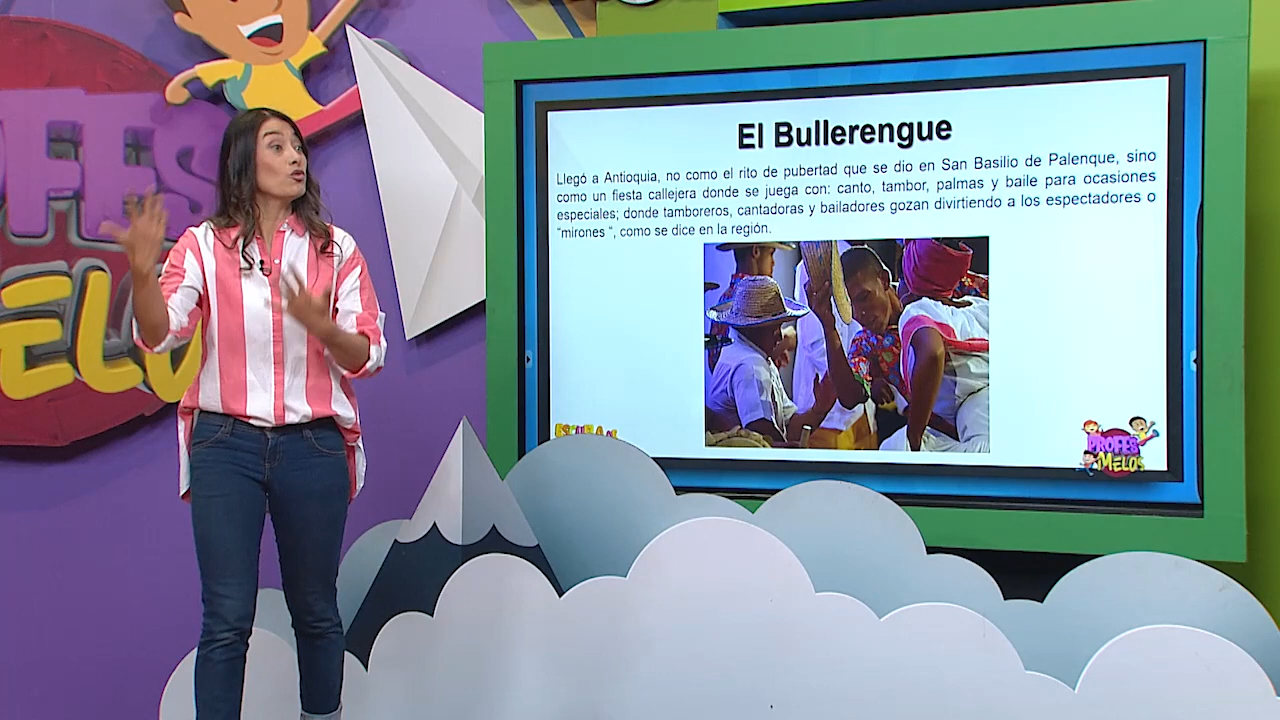 El Bullerengue
Llegó a Antioquia, no como el rito de pubertad que se dio en San Basilio de Palenque, sino
como un fiesta callejera donde se juega con: canto, tambor, palmas y baile para ocasiones
especiales; donde tamboreros, cantadoras y bailadores gozan divirtiendo a los espectadores o
“mirones “, como se dice en la región.
PROFES
MELOS